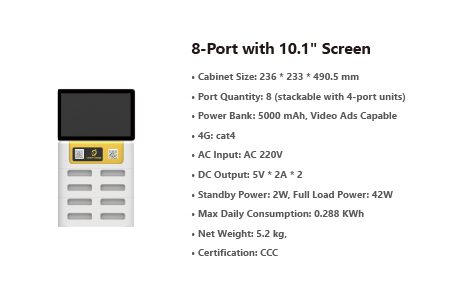 8-Port with 10.1" Screen
• Cabinet Size: 236 * 233 * 490.5 mm
• Port Quantity: 8 (stackable with 4-port units)
• Power Bank: 5000 mAh, Video Ads Capable
• 4G: cat4
• AC Input: AC 220V
• DC Output: 5V * 2A * 2
• Standby Power: 2W, Full Load Power: 42W
• Max Daily Consumption: 0.288 KWh
• Net Weight: 5.2 kg,
• Certification: CCC